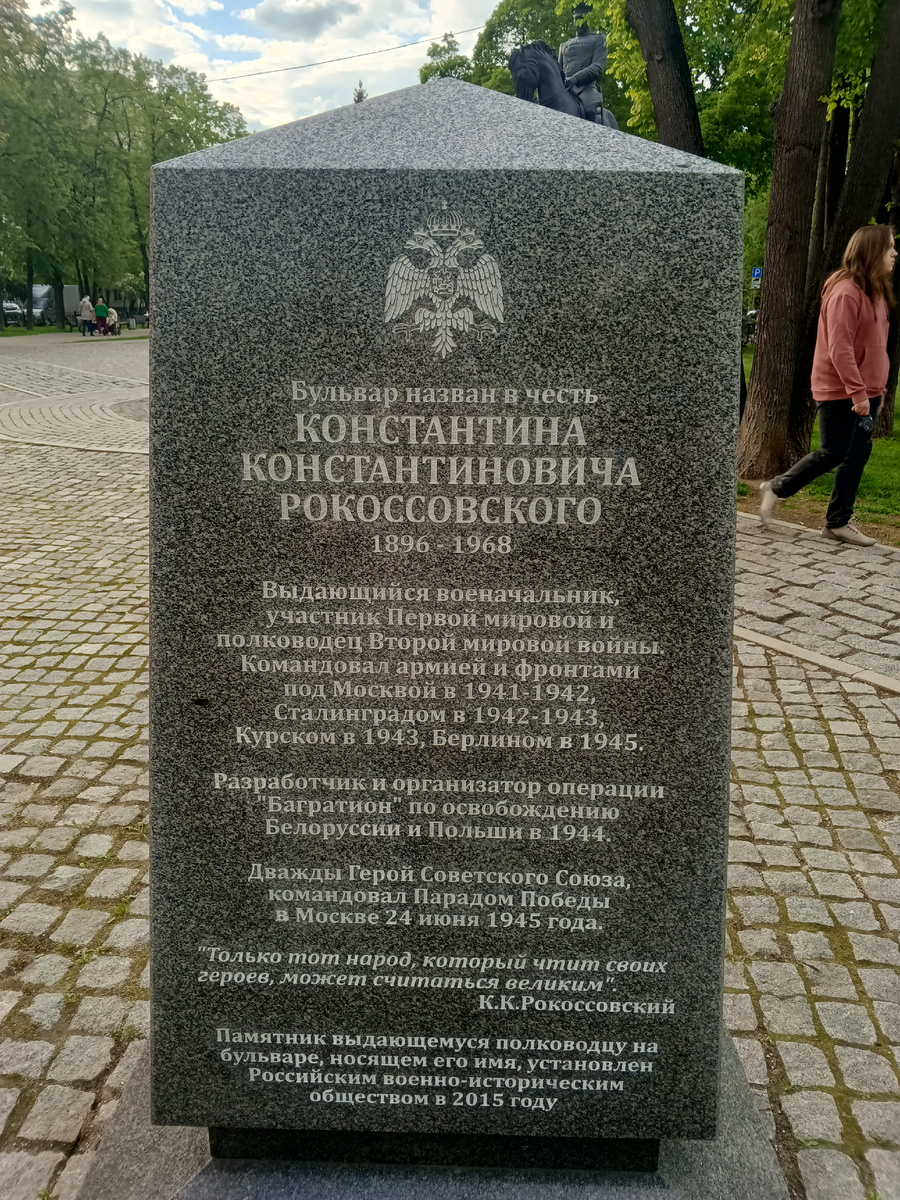 Бульвар назван в честь
КОНСТАНТИНА
КОНСТАНТИНОВИЧА
РОКОССОВСКОГО
1896 - 1968
Выдающийся военачальник,
участник Первой мировой и
полководец Второй мировой войны.
Командовал армией и фронтами
под Москвой в 1941-1942,
Сталинградом в 1942-1943,
Курском в 1943, Берлином в 1945.
Разработчик и организатор операции
"Багратион" по освобождению
Белоруссии и Польши в 1944.
Дважды Герой Советского Союза,
командовал Парадом Победы
в Москве 24 июня 1945 года.
"Только тот народ, который чтит своих
героев, может считаться великим".
К.К.Рокоссовский
Памятник выдающемуся полководцу на
бульваре, носящем его имя, установлен
Российским военно-историческим
обществом в 2015 году
P